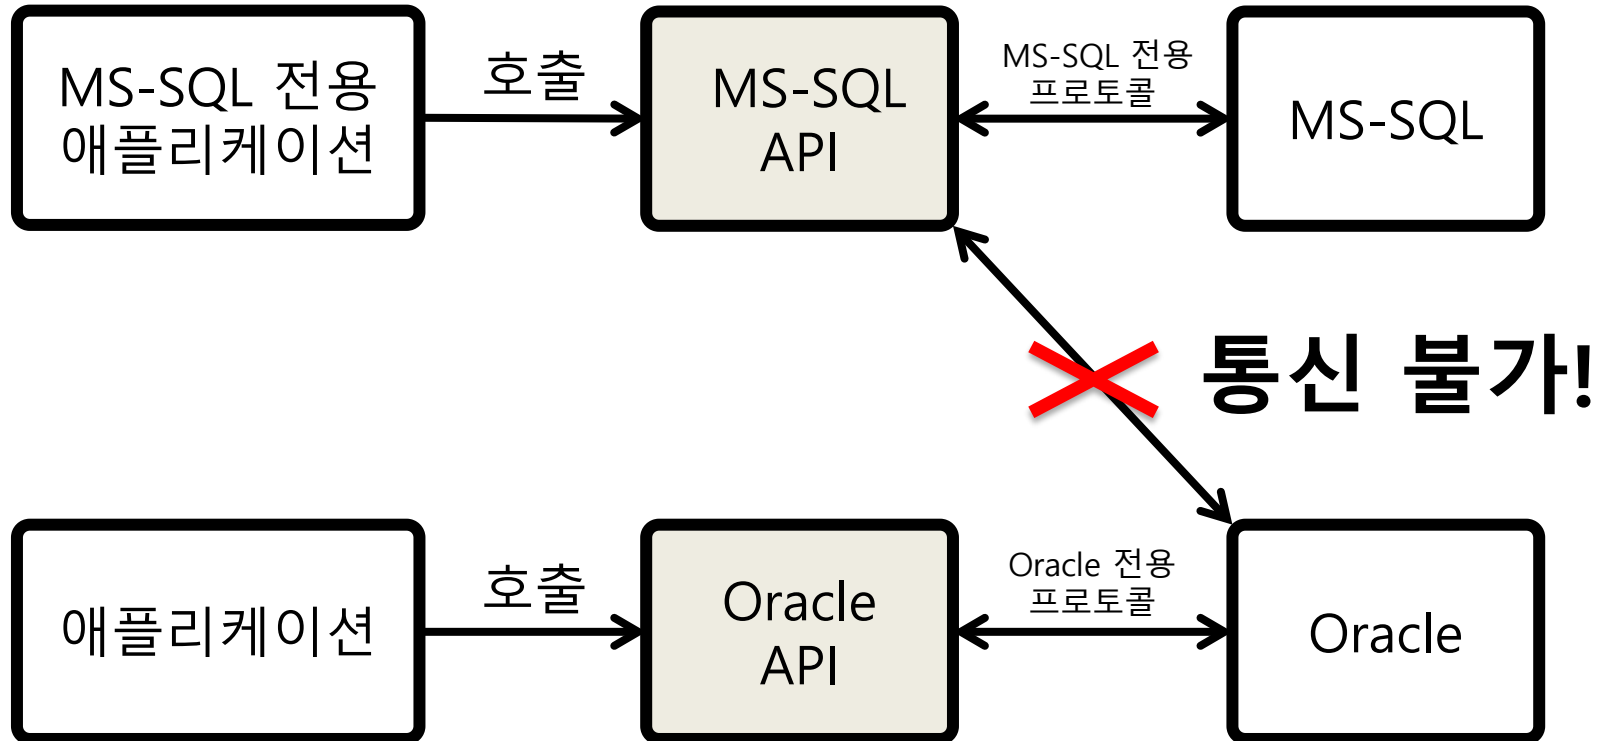 MS-SQL 전용
애플리케이션
호출
MS-SQL
API
MS-SQL 전용
프로토콜
MS-SQL
통신 불가!
애플리케이션
호출
Oracle
API
Oracle 전용
프로토콜
Oracle